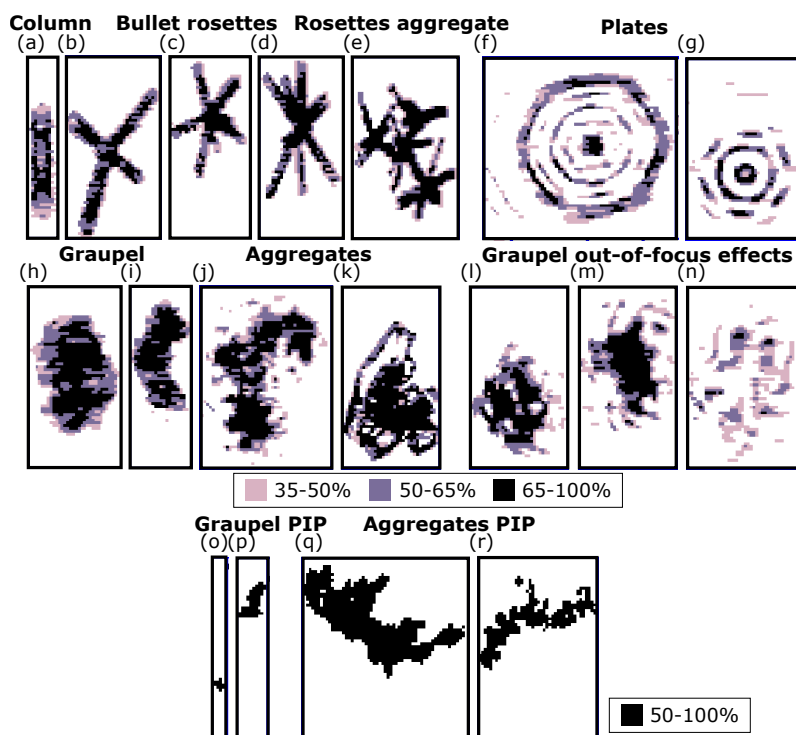 Column Bullet rosettes Rosettes aggregate Plates
(a) (b) (c) (d) (e) (f) (g)
Graupel Aggregates Graupel out-of-focus effects
(h) (i) (j) (k) (l) (m) (n)
35-50% 50-65% 65-100%
Graupel PIP Aggregates PIP
(o) (p) (q) (r)
50-100%